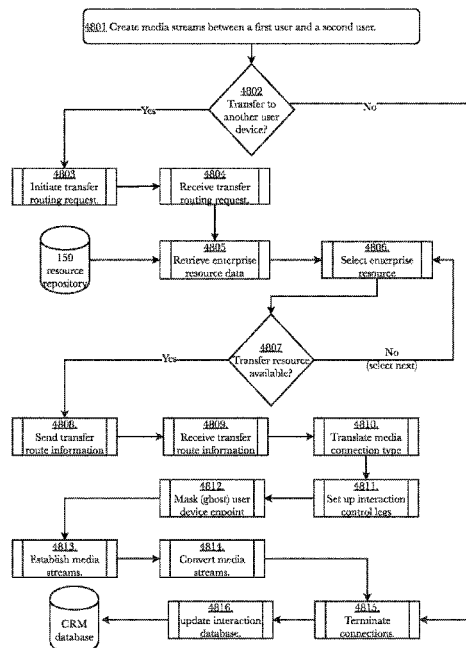 4801 Create media streams between a first user and a second user.
4802
Transfer to
another user
device?
Yes
No
4803
Initiate transfer
routing request.
4804
Receive transfer
routing request.
159
resource
repository
4805
Retrieve enterprise
resource data
4806.
Select enterprise
resource
4807
Transfer resource
available?
Yes
No
(select next)
4808.
Send transfer
route information
4809.
Receive transfer
route information
4810.
Translate media
connection type
4812.
Mask (ghost) user
device enpoint
4811.
Set up interaction
control legs
4813.
Establish media
streams.
4814.
Convert media
streams.
CRM
database
4816.
update interaction
database.
4815.
Terminate
connections.